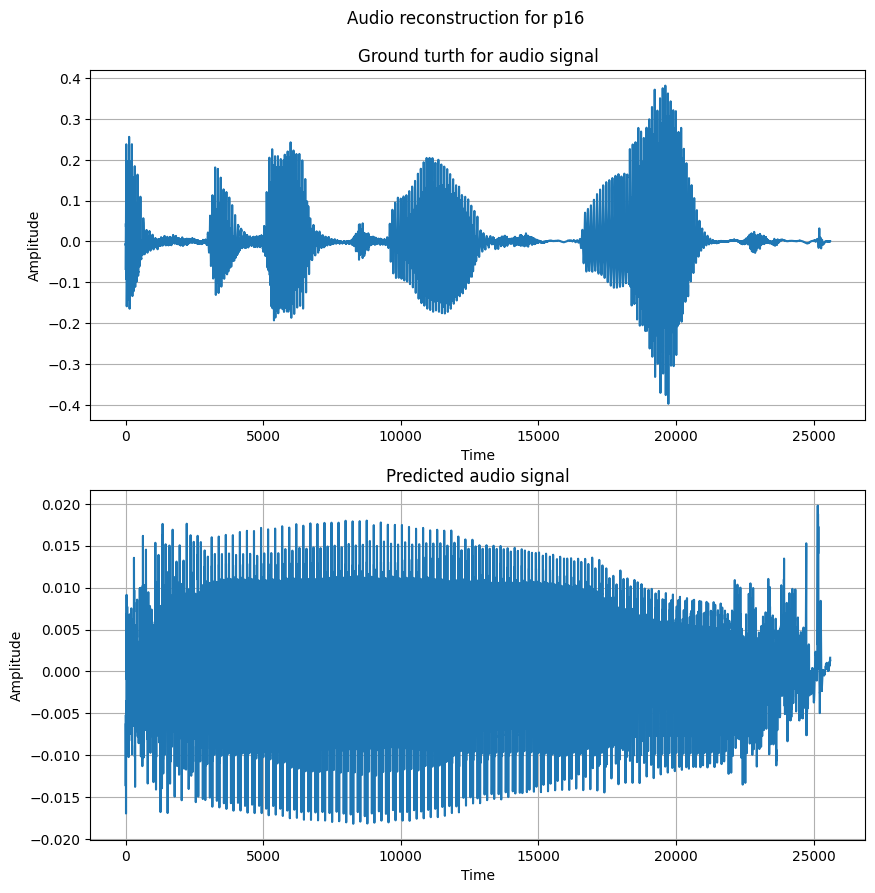 Audio reconstruction for p16
Ground turth for audio signal
0.4
0.3
0.2
0.1
0.0
−0.1
−0.2
−0.3
−0.4
Amplitude
0 5000 10000 15000 20000 25000
Time
Predicted audio signal
0.020
0.015
0.010
0.005
0.000
−0.005
−0.010
−0.015
−0.020
Amplitude
0 5000 10000 15000 20000 25000
Time